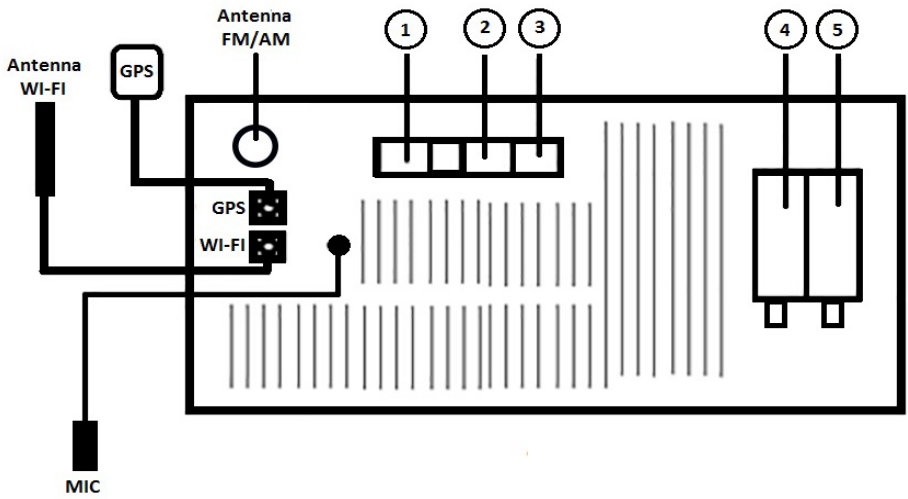 Antenna
FM/AM
1
2
3
4
5
Antenna
WI-FI
GPS
GPS
WI-FI
MIC